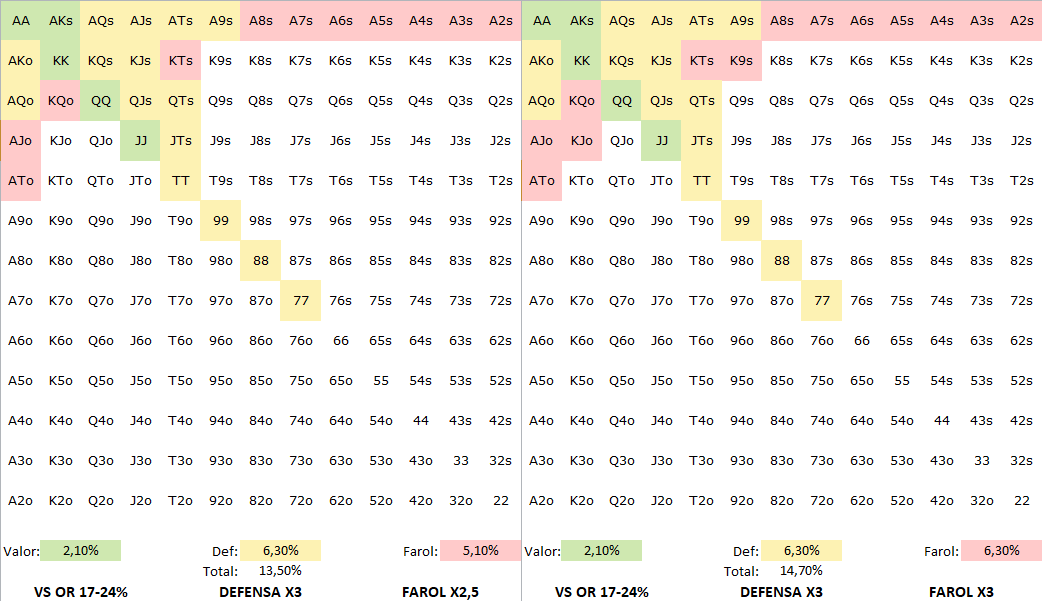 AA AKs AQs AJs ATs A9s A8s A7s A6s A5s A4s A3s A2s AA AKs AQs AJs ATs A9s A8s A7s A6s A5s A4s A3s A2s
AKo KK KQs KJs KTs K9s K8s K7s K6s K5s K4s K3s K2s AKo KK KQs KJs KTs K9s K8s K7s K6s K5s K4s K3s K2s
AQo KQo QQ QJs QTs Q9s Q8s Q7s Q6s Q5s Q4s Q3s Q2s AQo KQo QQ QJs QTs Q9s Q8s Q7s Q6s Q5s Q4s Q3s Q2s
AJo KJo QJo JJ JTs J9s J8s J7s J6s J5s J4s J3s J2s AJo KJo QJo JJ JTs J9s J8s J7s J6s J5s J4s J3s J2s
ATo KTo QTo JTo TT T9s T8s T7s T6s T5s T4s T3s T2s ATo KTo QTo JTo TT T9s T8s T7s T6s T5s T4s T3s T2s
A9o K9o Q9o J9o T9o 99 98s 97s 96s 95s 94s 93s 92s A9o K9o Q9o J9o T9o 99 98s 97s 96s 95s 94s 93s 92s
A8o K8o Q8o J8o T8o 98o 88 87s 86s 85s 84s 83s 82s A8o K8o Q8o J8o T8o 98o 88 87s 86s 85s 84s 83s 82s
A7o K7o Q7o J7o T7o 97o 87o 77 76s 75s 74s 73s 72s A7o K7o Q7o J7o T7o 97o 87o 77 76s 75s 74s 73s 72s
A6o K6o Q6o J6o T6o 96o 86o 76o 66 65s 64s 63s 62s A6o K6o Q6o J6o T6o 96o 86o 76o 66 65s 64s 63s 62s
A5o K5o Q5o J5o T5o 95o 85o 75o 65o 55 54s 53s 52s A5o K5o Q5o J5o T5o 95o 85o 75o 65o 55 54s 53s 52s
A4o K4o Q4o J4o T4o 94o 84o 74o 64o 54o 44 43s 42s A4o K4o Q4o J4o T4o 94o 84o 74o 64o 54o 44 43s 42s
A3o K3o Q3o J3o T3o 93o 83o 73o 63o 53o 43o 33 32s A3o K3o Q3o J3o T3o 93o 83o 73o 63o 53o 43o 33 32s
A2o K2o Q2o J2o T2o 92o 82o 72o 62o 52o 42o 32o 22 A2o K2o Q2o J2o T2o 92o 82o 72o 62o 52o 42o 32o 22
Valor: 2,10% Def: 6,30% Farol: 5,10% Valor: 2,10% Def: 6,30% Farol: 6,30%
Total: 13,50% Total: 14,70%
VS OR 17-24% DEFENSA X3 FAROL X2,5 VS OR 17-24% DEFENSA X3 FAROL X3